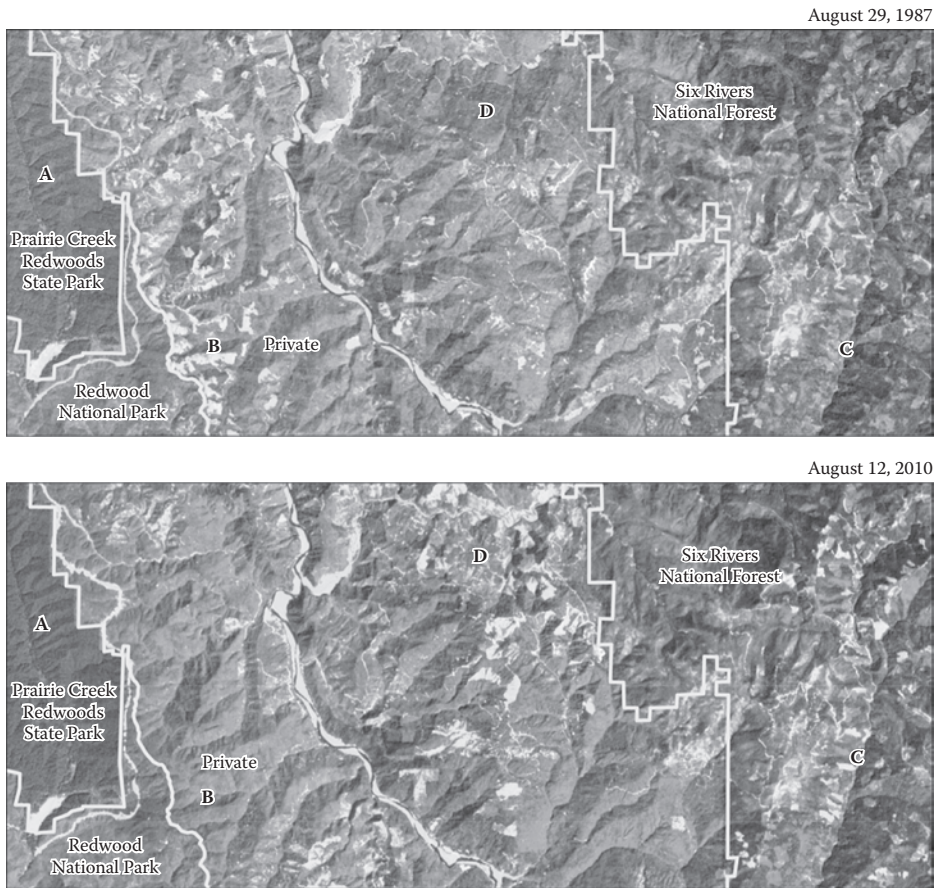 August 29, 1987
Six Rivers
National Forest
D
A
Prairie Creek
Redwoods
State Park
B
Private
C
Redwood
National Park
August 12, 2010
D
Six Rivers
National Forest
A
Prairie Creek
Redwoods
State Park
Private
C
B
Redwood
National Park